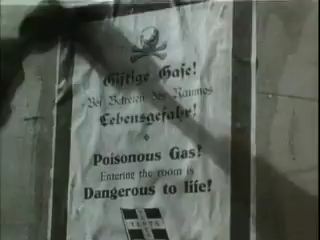 Giftige Gase!
Bei Betreten des Raumes
Lebensgefahr!
Poisonous Gas!
Entering the room is
Dangerous to life!